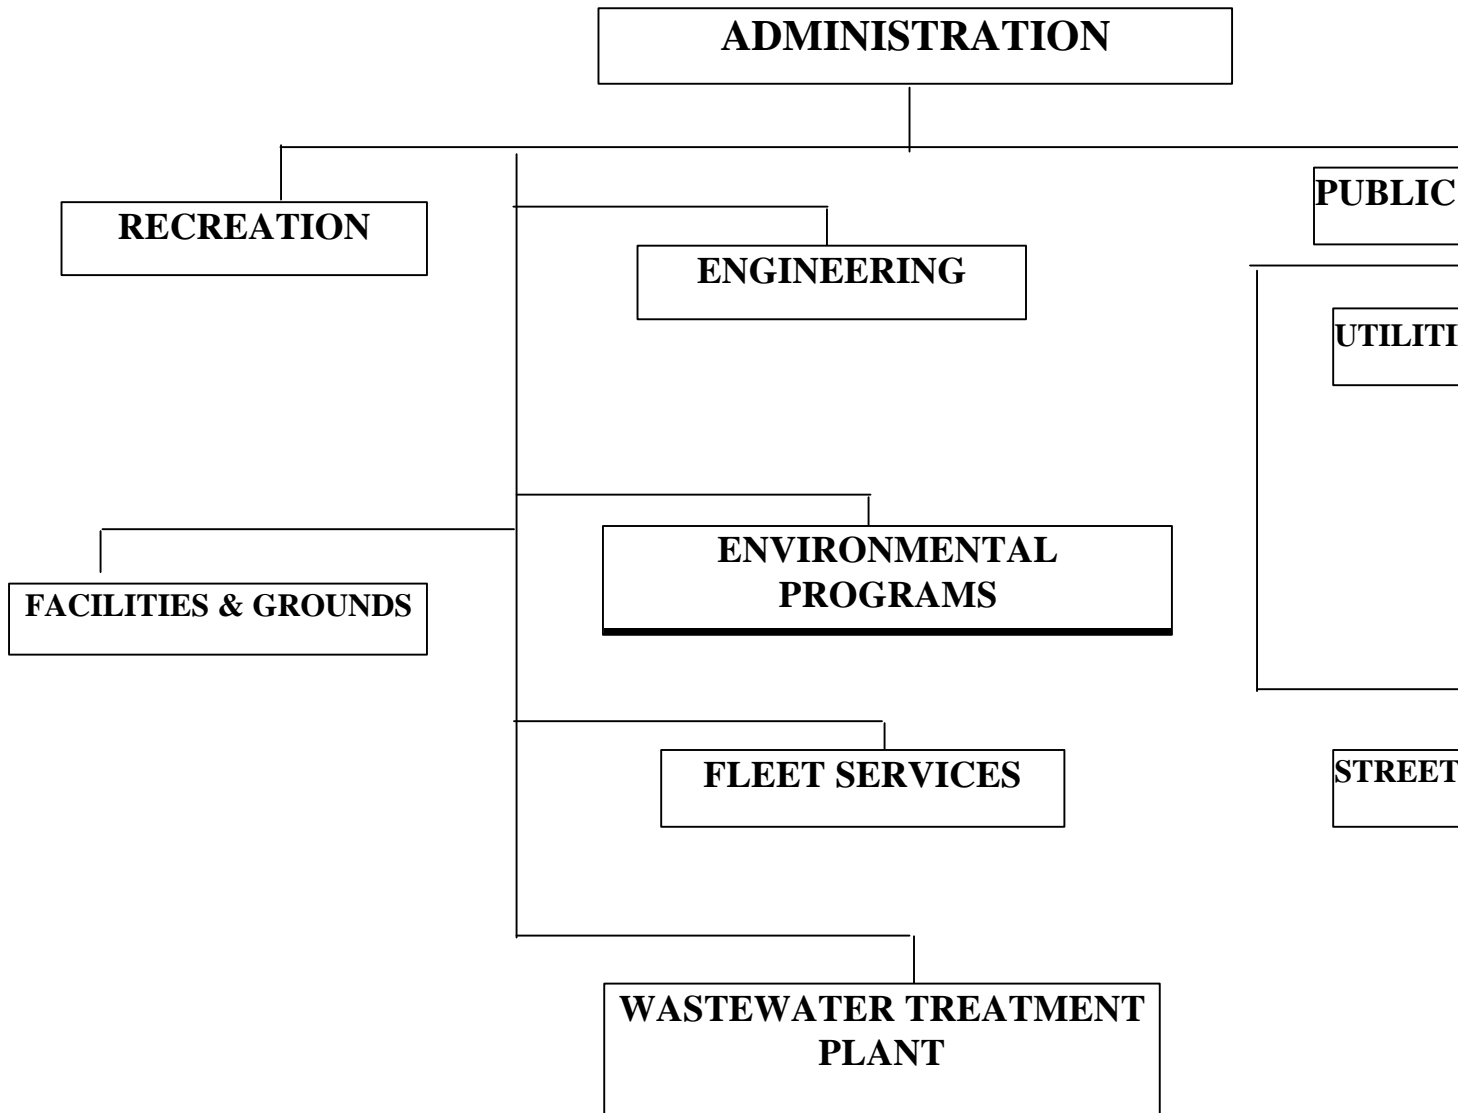 ADMINISTRATION
RECREATION
PUBLIC
ENGINEERING
UTILITI
ENVIRONMENTAL
PROGRAMS
FACILITIES & GROUNDS
FLEET SERVICES
STREET
WASTEWATER TREATMENT
PLANT